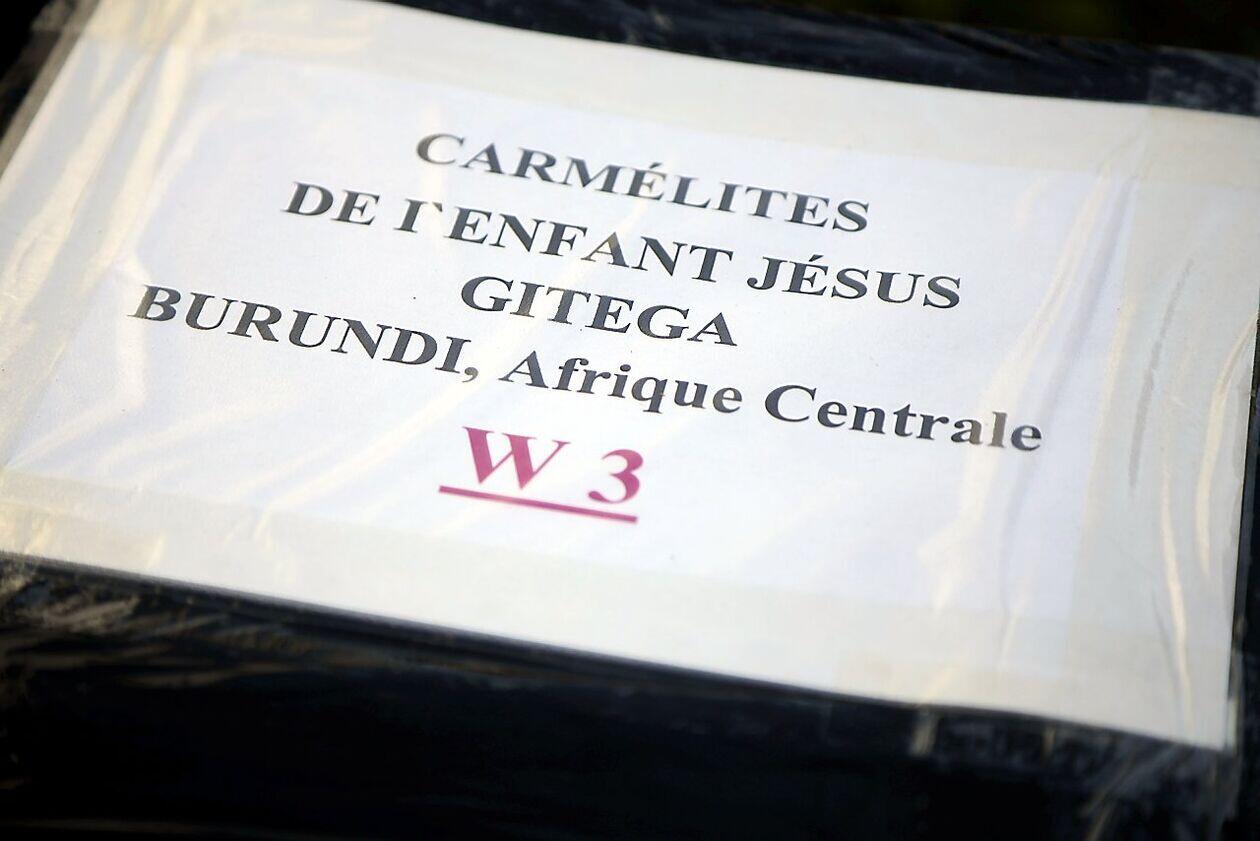 CARMÉLITES
DE l'ENFANT JÉSUS
GITEGA
BURUNDI, Afrique Centrale
W 3